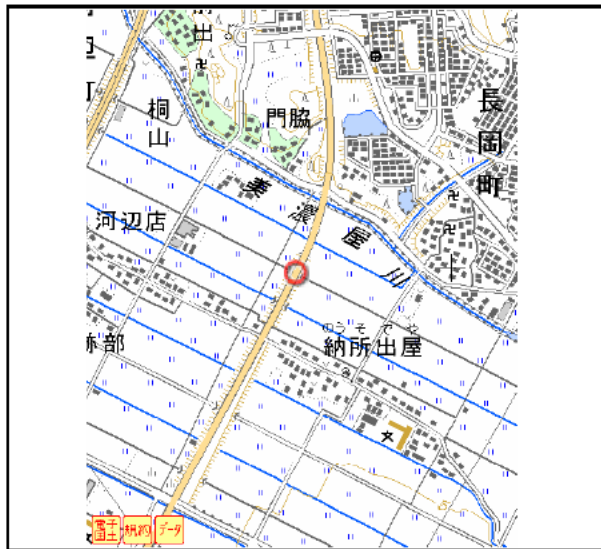 桐山
門脇
長岡町
河辺店
美濃屋川
のうそでや
納所出屋
跡部
電子国土
規約
データ